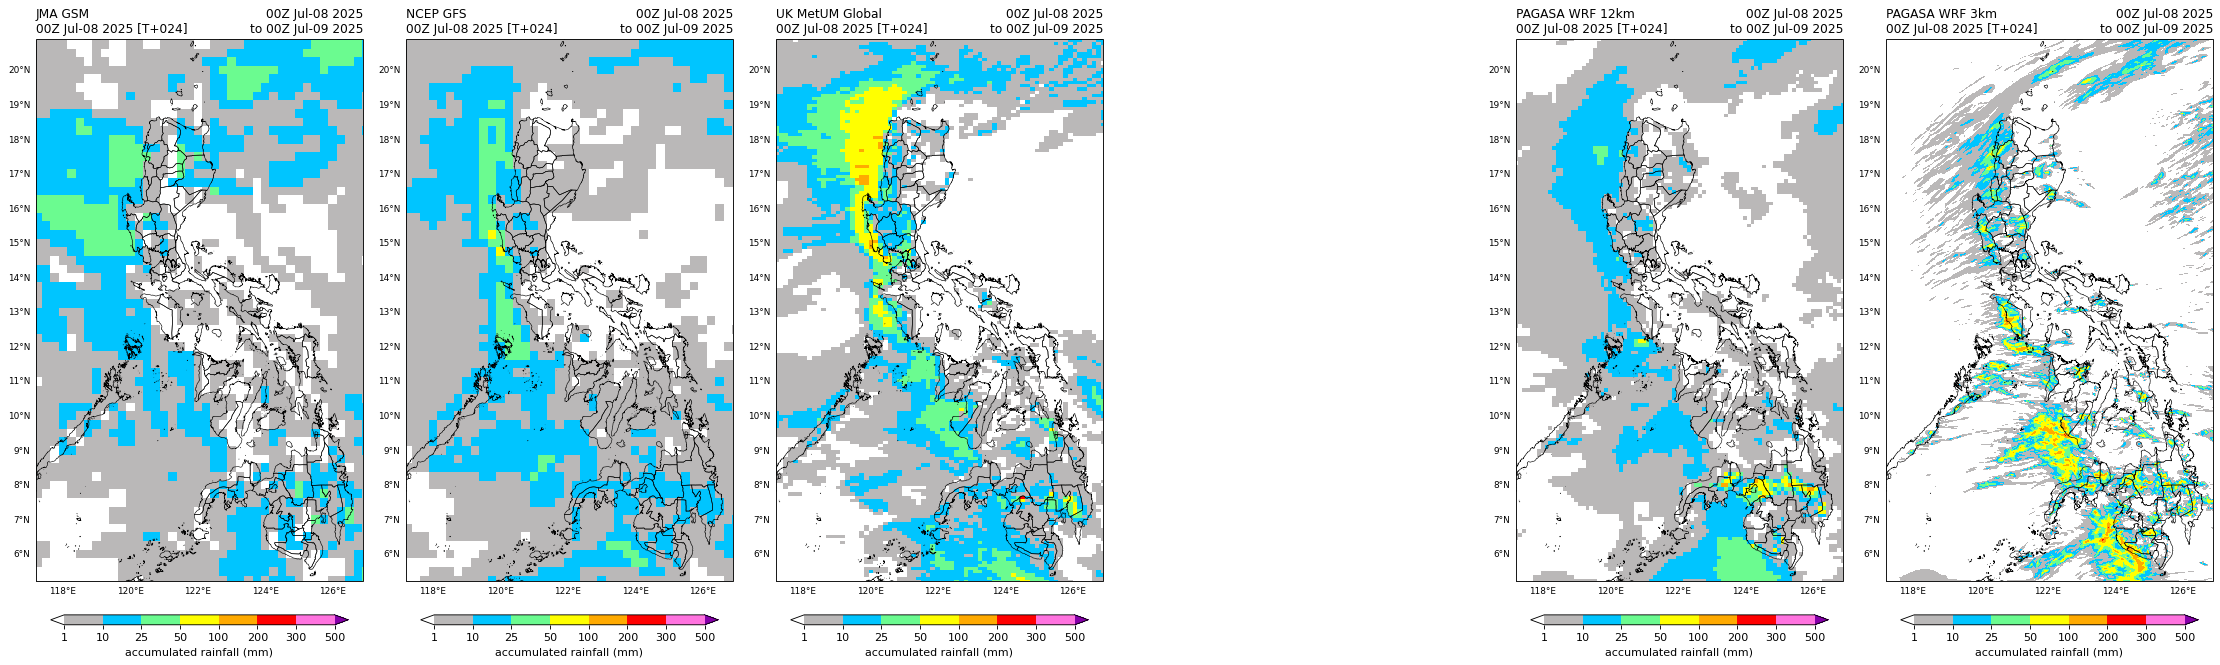 JMA GSM 00Z Jul-08 2025
00Z Jul-08 2025 [T+024] to 00Z Jul-09 2025
20°N
19°N
18°N
17°N
16°N
15°N
14°N
13°N
12°N
11°N
10°N
9°N
8°N
7°N
6°N
118°E 120°E 122°E 124°E 126°E
1 10 25 50 100 200 300 500
accumulated rainfall (mm)
NCEP GFS 00Z Jul-08 2025
00Z Jul-08 2025 [T+024] to 00Z Jul-09 2025
20°N
19°N
18°N
17°N
16°N
15°N
14°N
13°N
12°N
11°N
10°N
9°N
8°N
7°N
6°N
118°E 120°E 122°E 124°E 126°E
1 10 25 50 100 200 300 500
accumulated rainfall (mm)
UK MetUM Global 00Z Jul-08 2025
00Z Jul-08 2025 [T+024] to 00Z Jul-09 2025
20°N
19°N
18°N
17°N
16°N
15°N
14°N
13°N
12°N
11°N
10°N
9°N
8°N
7°N
6°N
118°E 120°E 122°E 124°E 126°E
1 10 25 50 100 200 300 500
accumulated rainfall (mm)
PAGASA WRF 12km 00Z Jul-08 2025
00Z Jul-08 2025 [T+024] to 00Z Jul-09 2025
20°N
19°N
18°N
17°N
16°N
15°N
14°N
13°N
12°N
11°N
10°N
9°N
8°N
7°N
6°N
118°E 120°E 122°E 124°E 126°E
1 10 25 50 100 200 300 500
accumulated rainfall (mm)
PAGASA WRF 3km 00Z Jul-08 2025
00Z Jul-08 2025 [T+024] to 00Z Jul-09 2025
20°N
19°N
18°N
17°N
16°N
15°N
14°N
13°N
12°N
11°N
10°N
9°N
8°N
7°N
6°N
118°E 120°E 122°E 124°E 126°E
1 10 25 50 100 200 300 500
accumulated rainfall (mm)